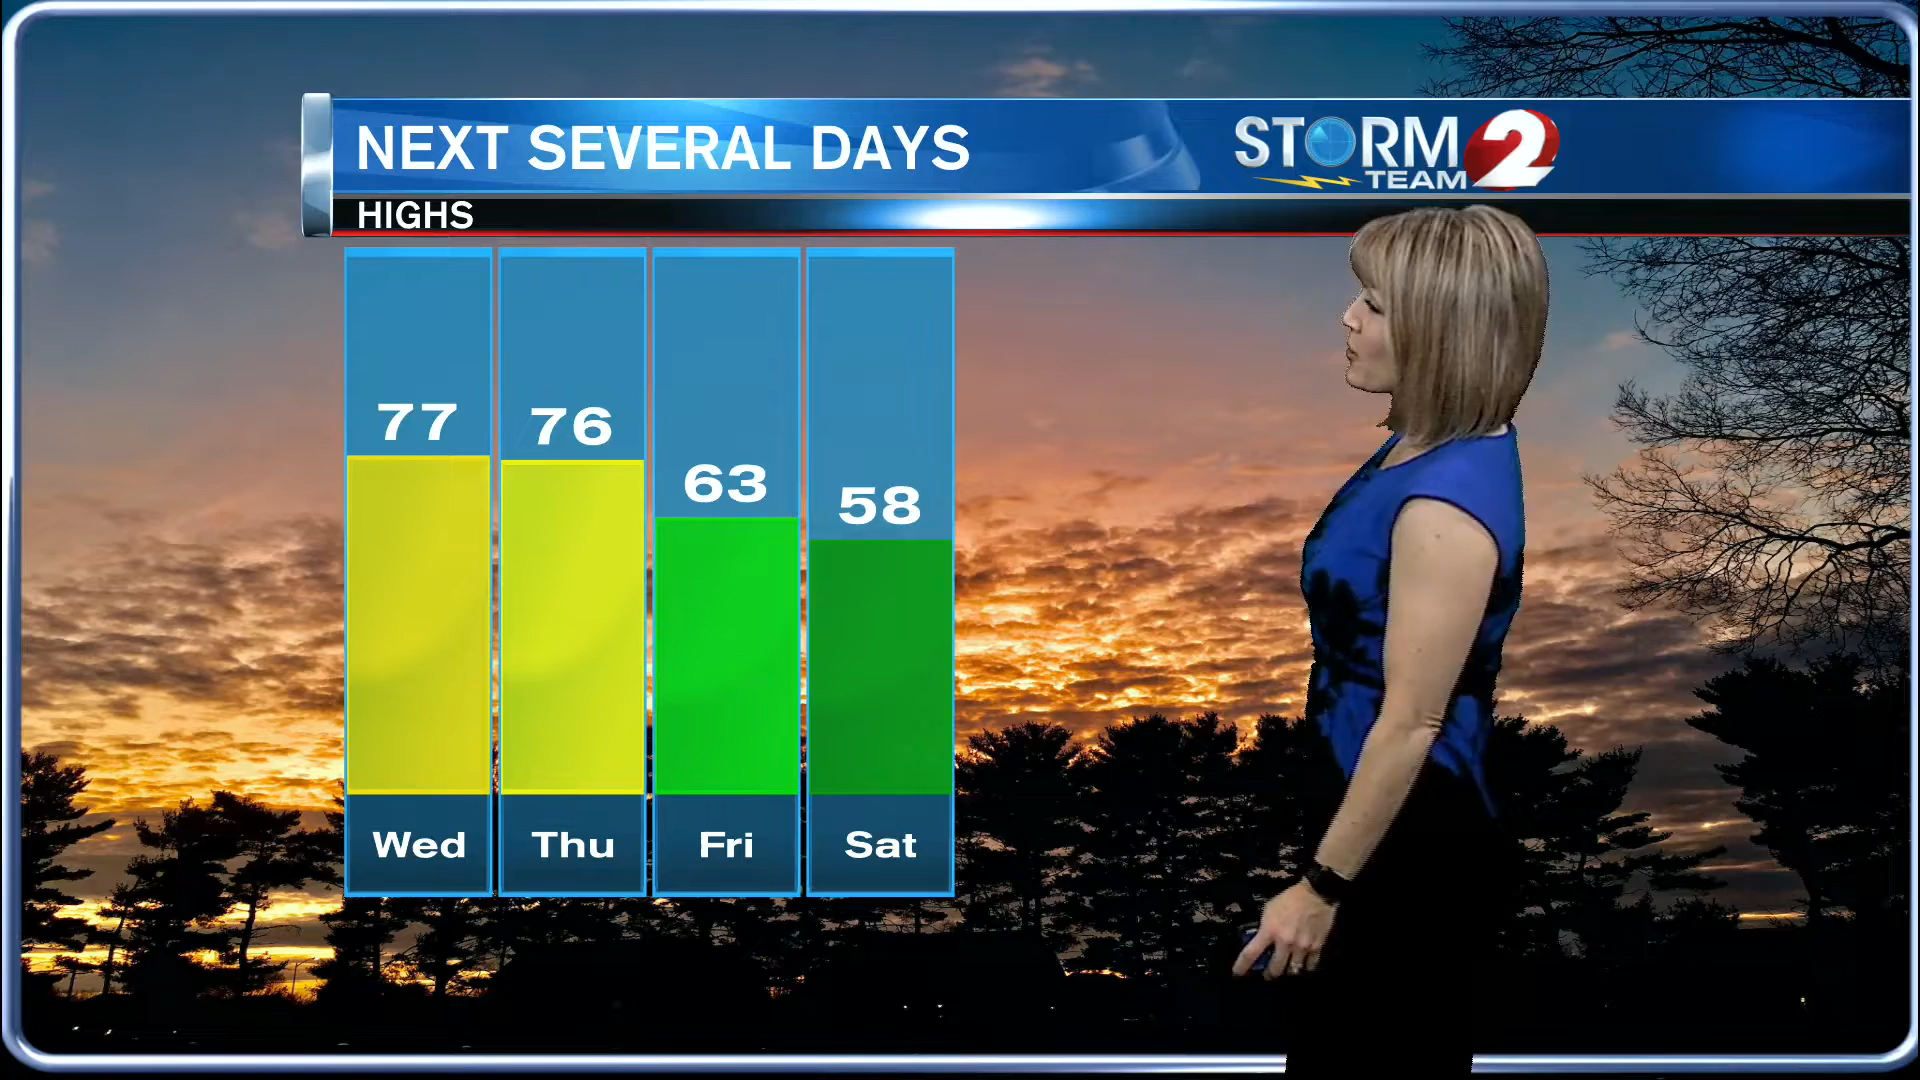 NEXT SEVERAL DAYS
STORM
TEAM 2
HIGHS
77 76 63 58
Wed Thu Fri Sat